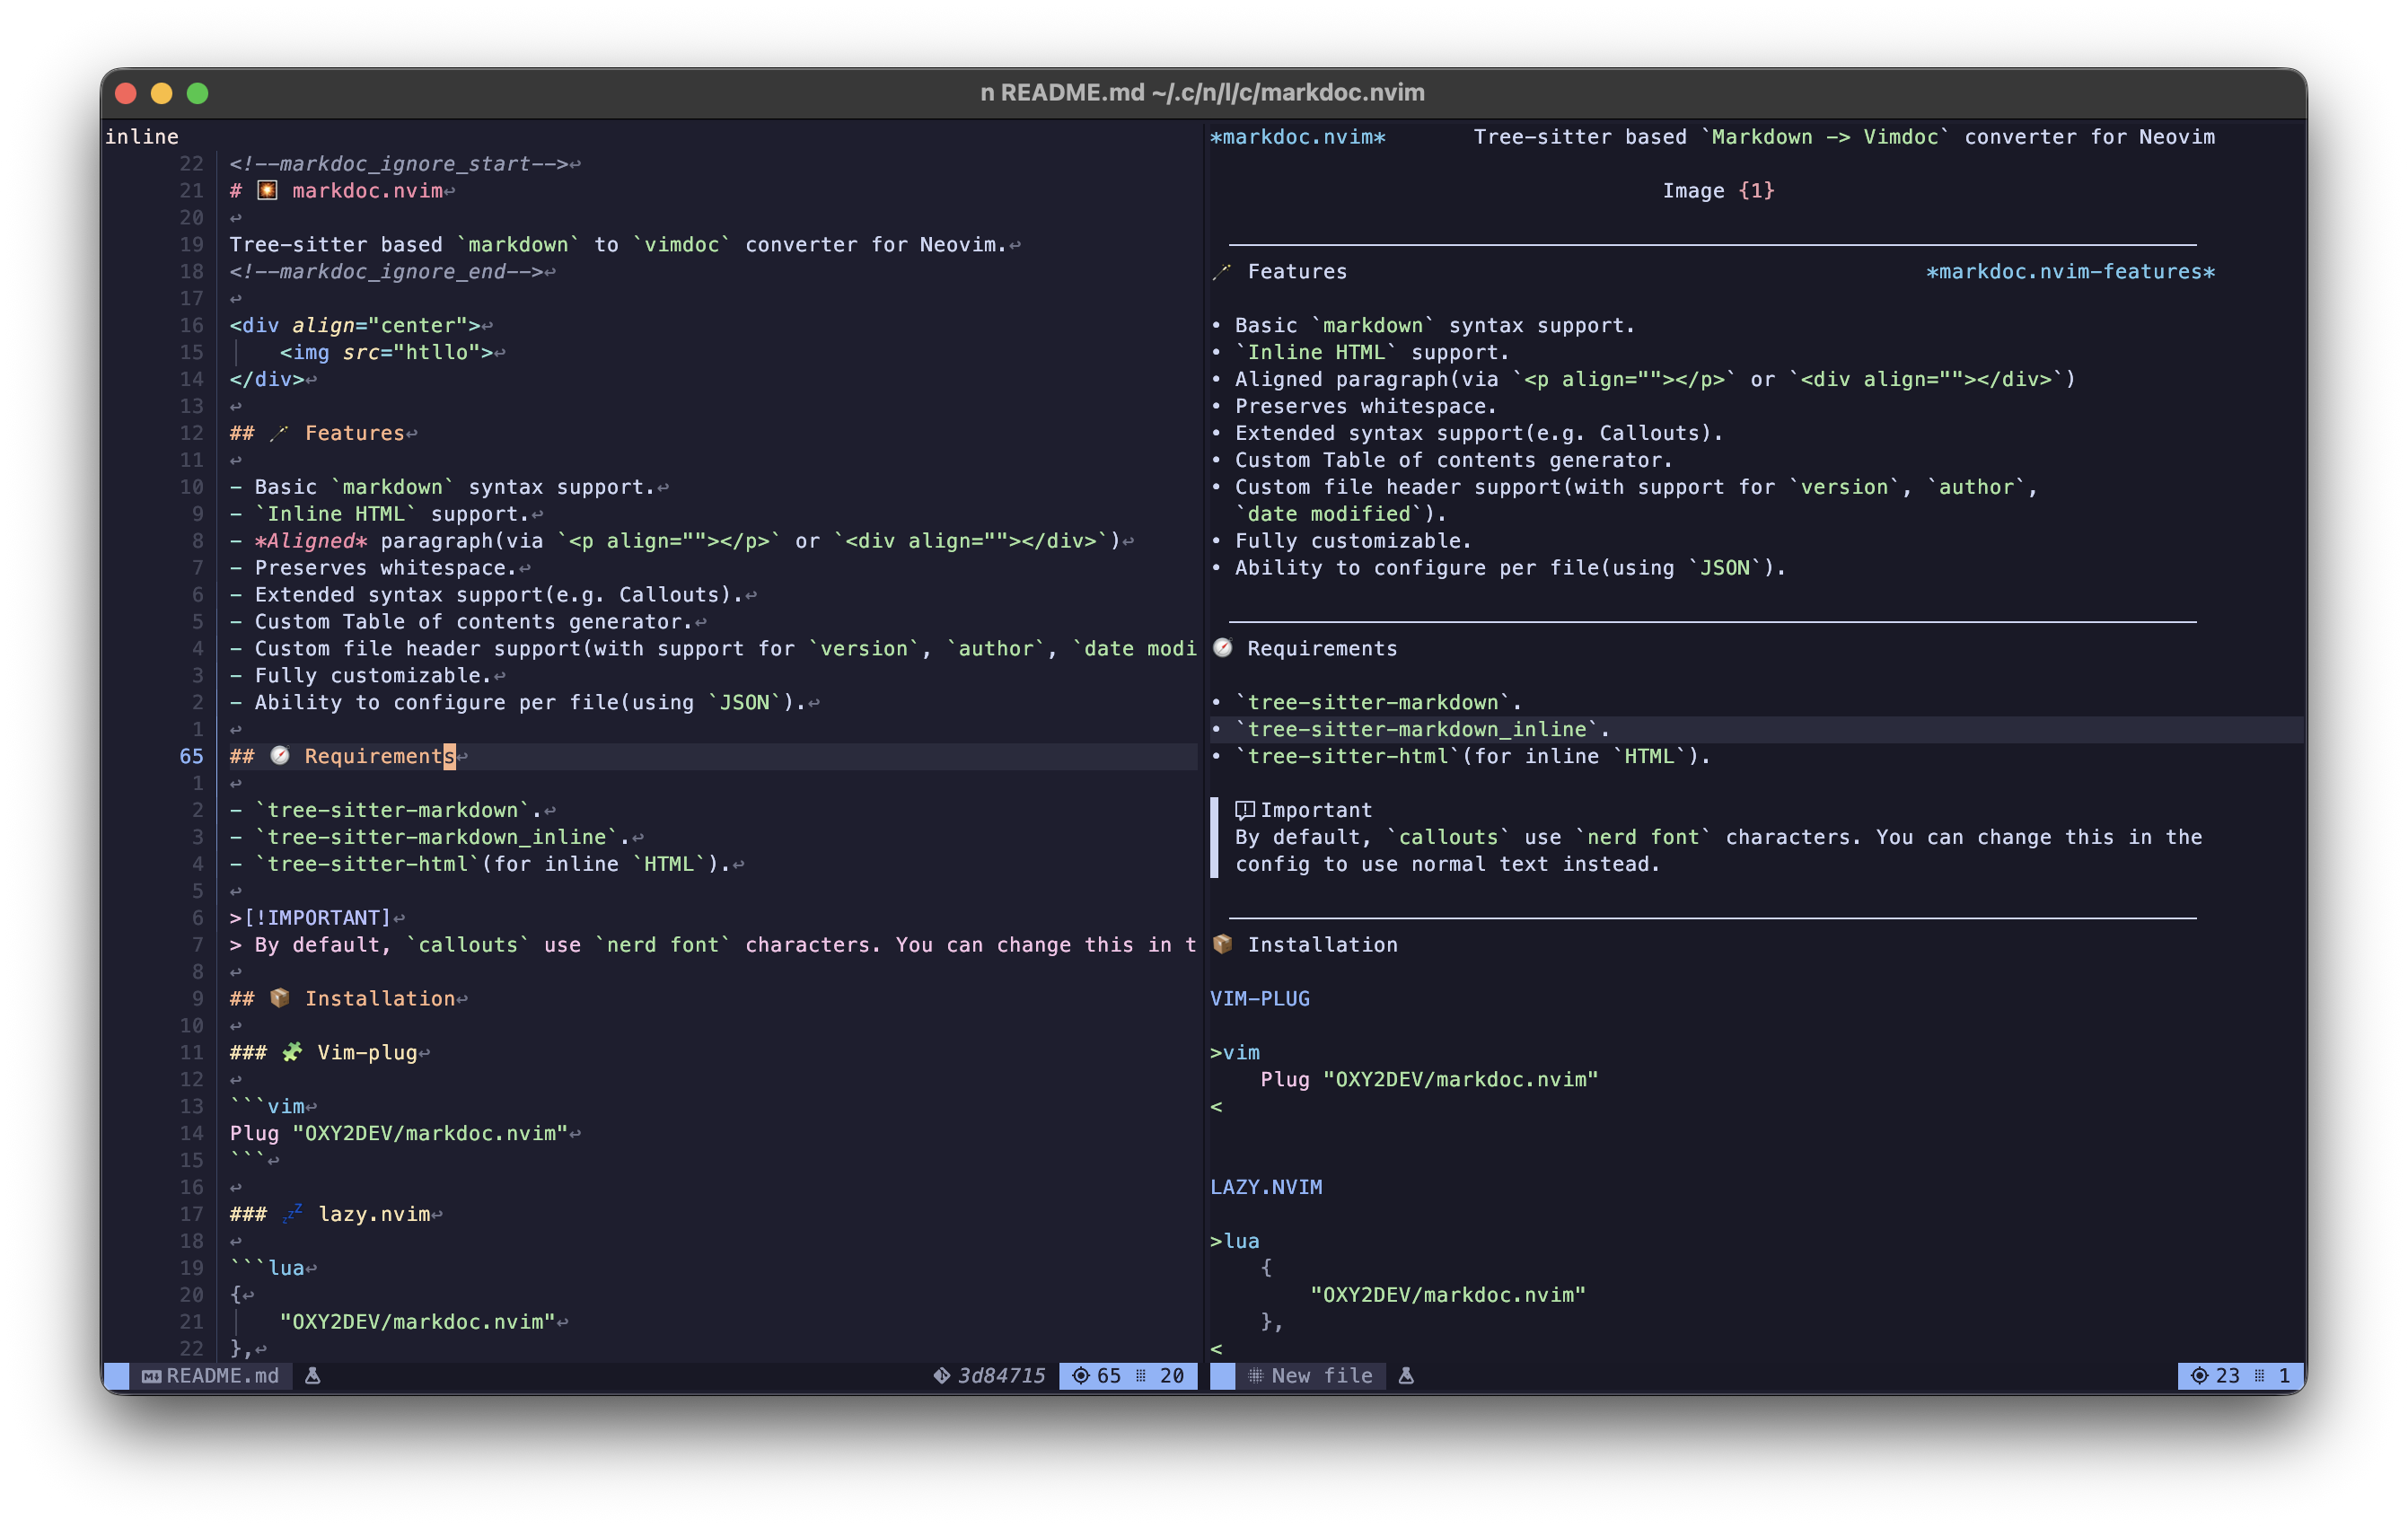 n README.md ~/.c/n/l/c/markdoc.nvim
inline
22 <!--markdoc_ignore_start-->↩
21 # 🎇 markdoc.nvim↩
20 ↩
19 Tree-sitter based `markdown` to `vimdoc` converter for Neovim.↩
18 <!--markdoc_ignore_end-->↩
17 ↩
16 <div align="center">↩
15 │   <img src="htllo">↩
14 </div>↩
13 ↩
12 ## 🪄 Features↩
11 ↩
10 - Basic `markdown` syntax support.↩
9 - `Inline HTML` support.↩
8 - *Aligned* paragraph(via `<p align=""></p>` or `<div align=""></div>`)↩
7 - Preserves whitespace.↩
6 - Extended syntax support(e.g. Callouts).↩
5 - Custom Table of contents generator.↩
4 - Custom file header support(with support for `version`, `author`, `date modi
3 - Fully customizable.↩
2 - Ability to configure per file(using `JSON`).↩
1 ↩
65 ## 🧭 Requirements↩
1 ↩
2 - `tree-sitter-markdown`.↩
3 - `tree-sitter-markdown_inline`.↩
4 - `tree-sitter-html`(for inline `HTML`).↩
5 ↩
6 >[!IMPORTANT]↩
7 > By default, `callouts` use `nerd font` characters. You can change this in t
8 ↩
9 ## 📦 Installation↩
10 ↩
11 ### 🧩 Vim-plug↩
12 ↩
13 ```vim↩
14 Plug "OXY2DEV/markdoc.nvim"↩
15 ```↩
16 ↩
17 ### 💤 lazy.nvim↩
18 ↩
19 ```lua↩
20 {↩
21 │   "OXY2DEV/markdoc.nvim"↩
22 },↩
README.md 3d84715 65 20
*markdoc.nvim* Tree-sitter based `Markdown -> Vimdoc` converter for Neovim
Image {1}
🪄 Features *markdoc.nvim-features*
• Basic `markdown` syntax support.
• `Inline HTML` support.
• Aligned paragraph(via `<p align=""></p>` or `<div align=""></div>`)
• Preserves whitespace.
• Extended syntax support(e.g. Callouts).
• Custom Table of contents generator.
• Custom file header support(with support for `version`, `author`,
`date modified`).
• Fully customizable.
• Ability to configure per file(using `JSON`).
🧭 Requirements
• `tree-sitter-markdown`.
• `tree-sitter-markdown_inline`.
• `tree-sitter-html`(for inline `HTML`).
Important
By default, `callouts` use `nerd font` characters. You can change this in the
config to use normal text instead.
📦 Installation
VIM-PLUG
>vim
Plug "OXY2DEV/markdoc.nvim"
<
LAZY.NVIM
>lua
{
"OXY2DEV/markdoc.nvim"
},
<
New file 23 1